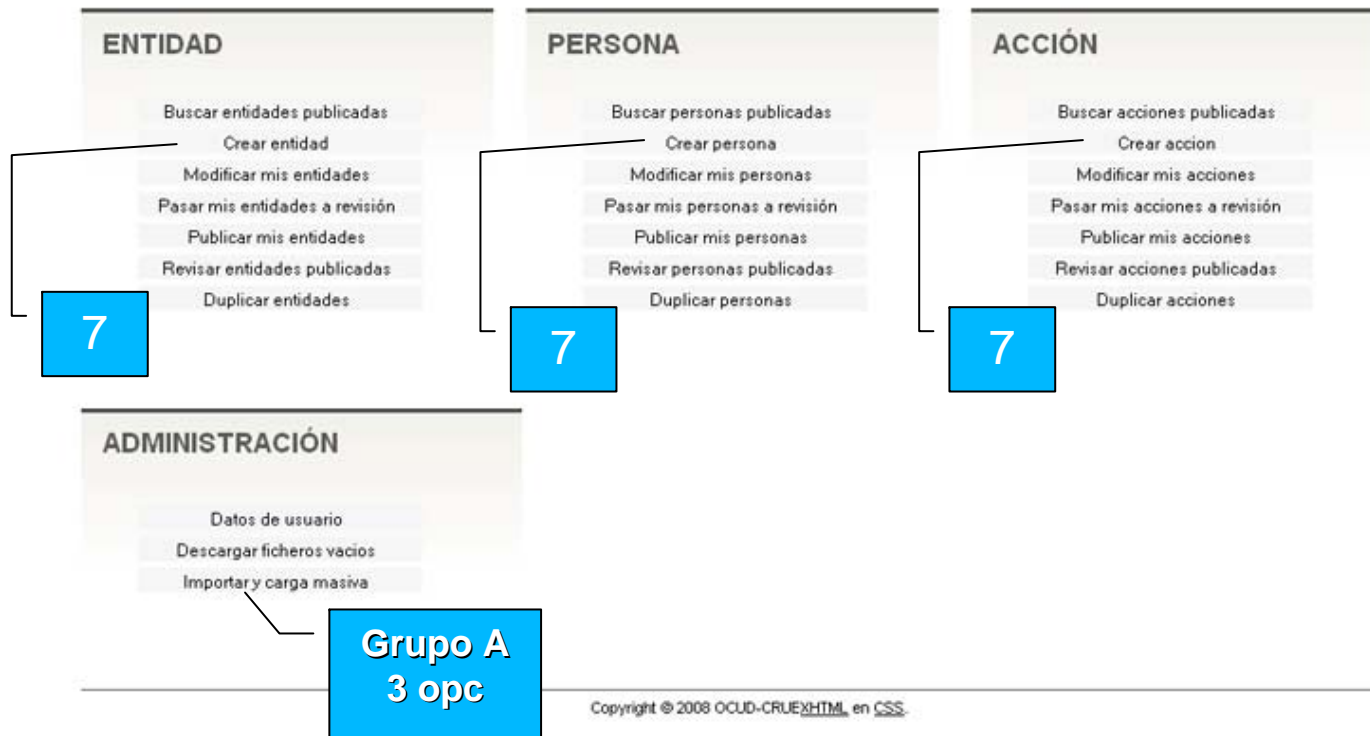 ENTIDAD
Buscar entidades publicadas
Crear entidad
Modificar mis entidades
Pasar mis entidades a revisión
Publicar mis entidades
Revisar entidades publicadas
Duplicar entidades
7
PERSONA
Buscar personas publicadas
Crear persona
Modificar mis personas
Pasar mis personas a revisión
Publicar mis personas
Revisar personas publicadas
Duplicar personas
7
ACCIÓN
Buscar acciones publicadas
Crear accion
Modificar mis acciones
Pasar mis acciones a revisión
Publicar mis acciones
Revisar acciones publicadas
Duplicar acciones
7
ADMINISTRACIÓN
Datos de usuario
Descargar ficheros vacios
Importar y carga masiva
Grupo A
3 opc
Copyright © 2008 OCUD-CRUEXHTML en CSS.